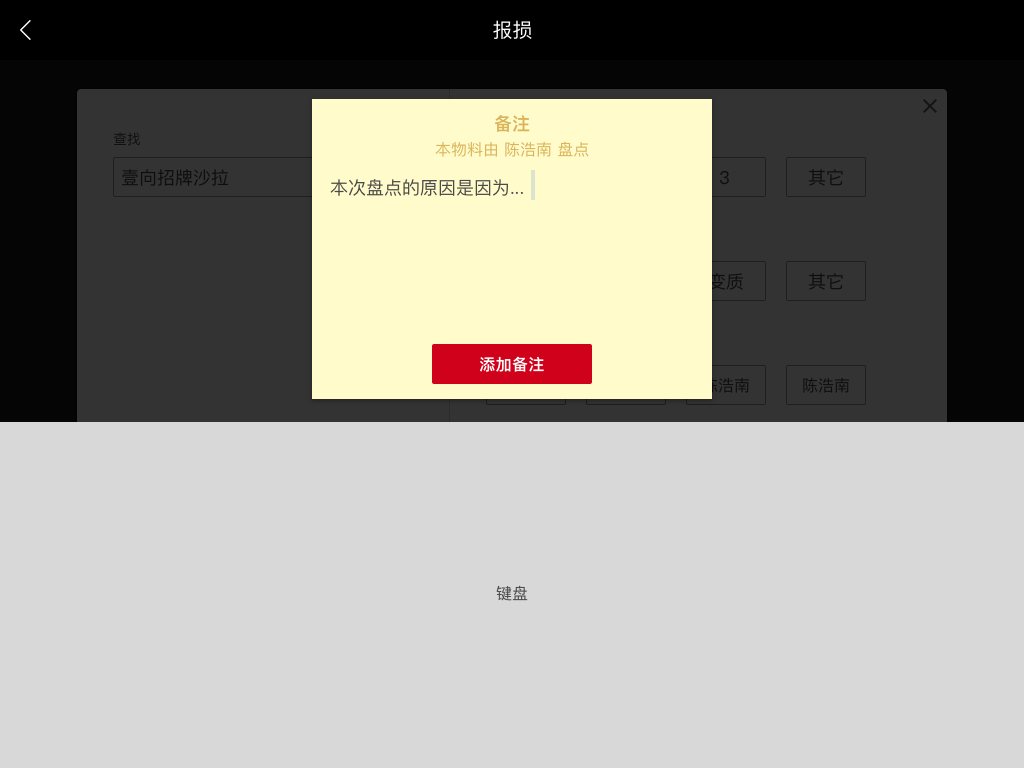 报损
查找
壹向招牌沙拉
备注
本物料由 陈浩南 盘点
本次盘点的原因是因为...
添加备注
3
其它
变质
其它
陈浩南
陈浩南
键盘